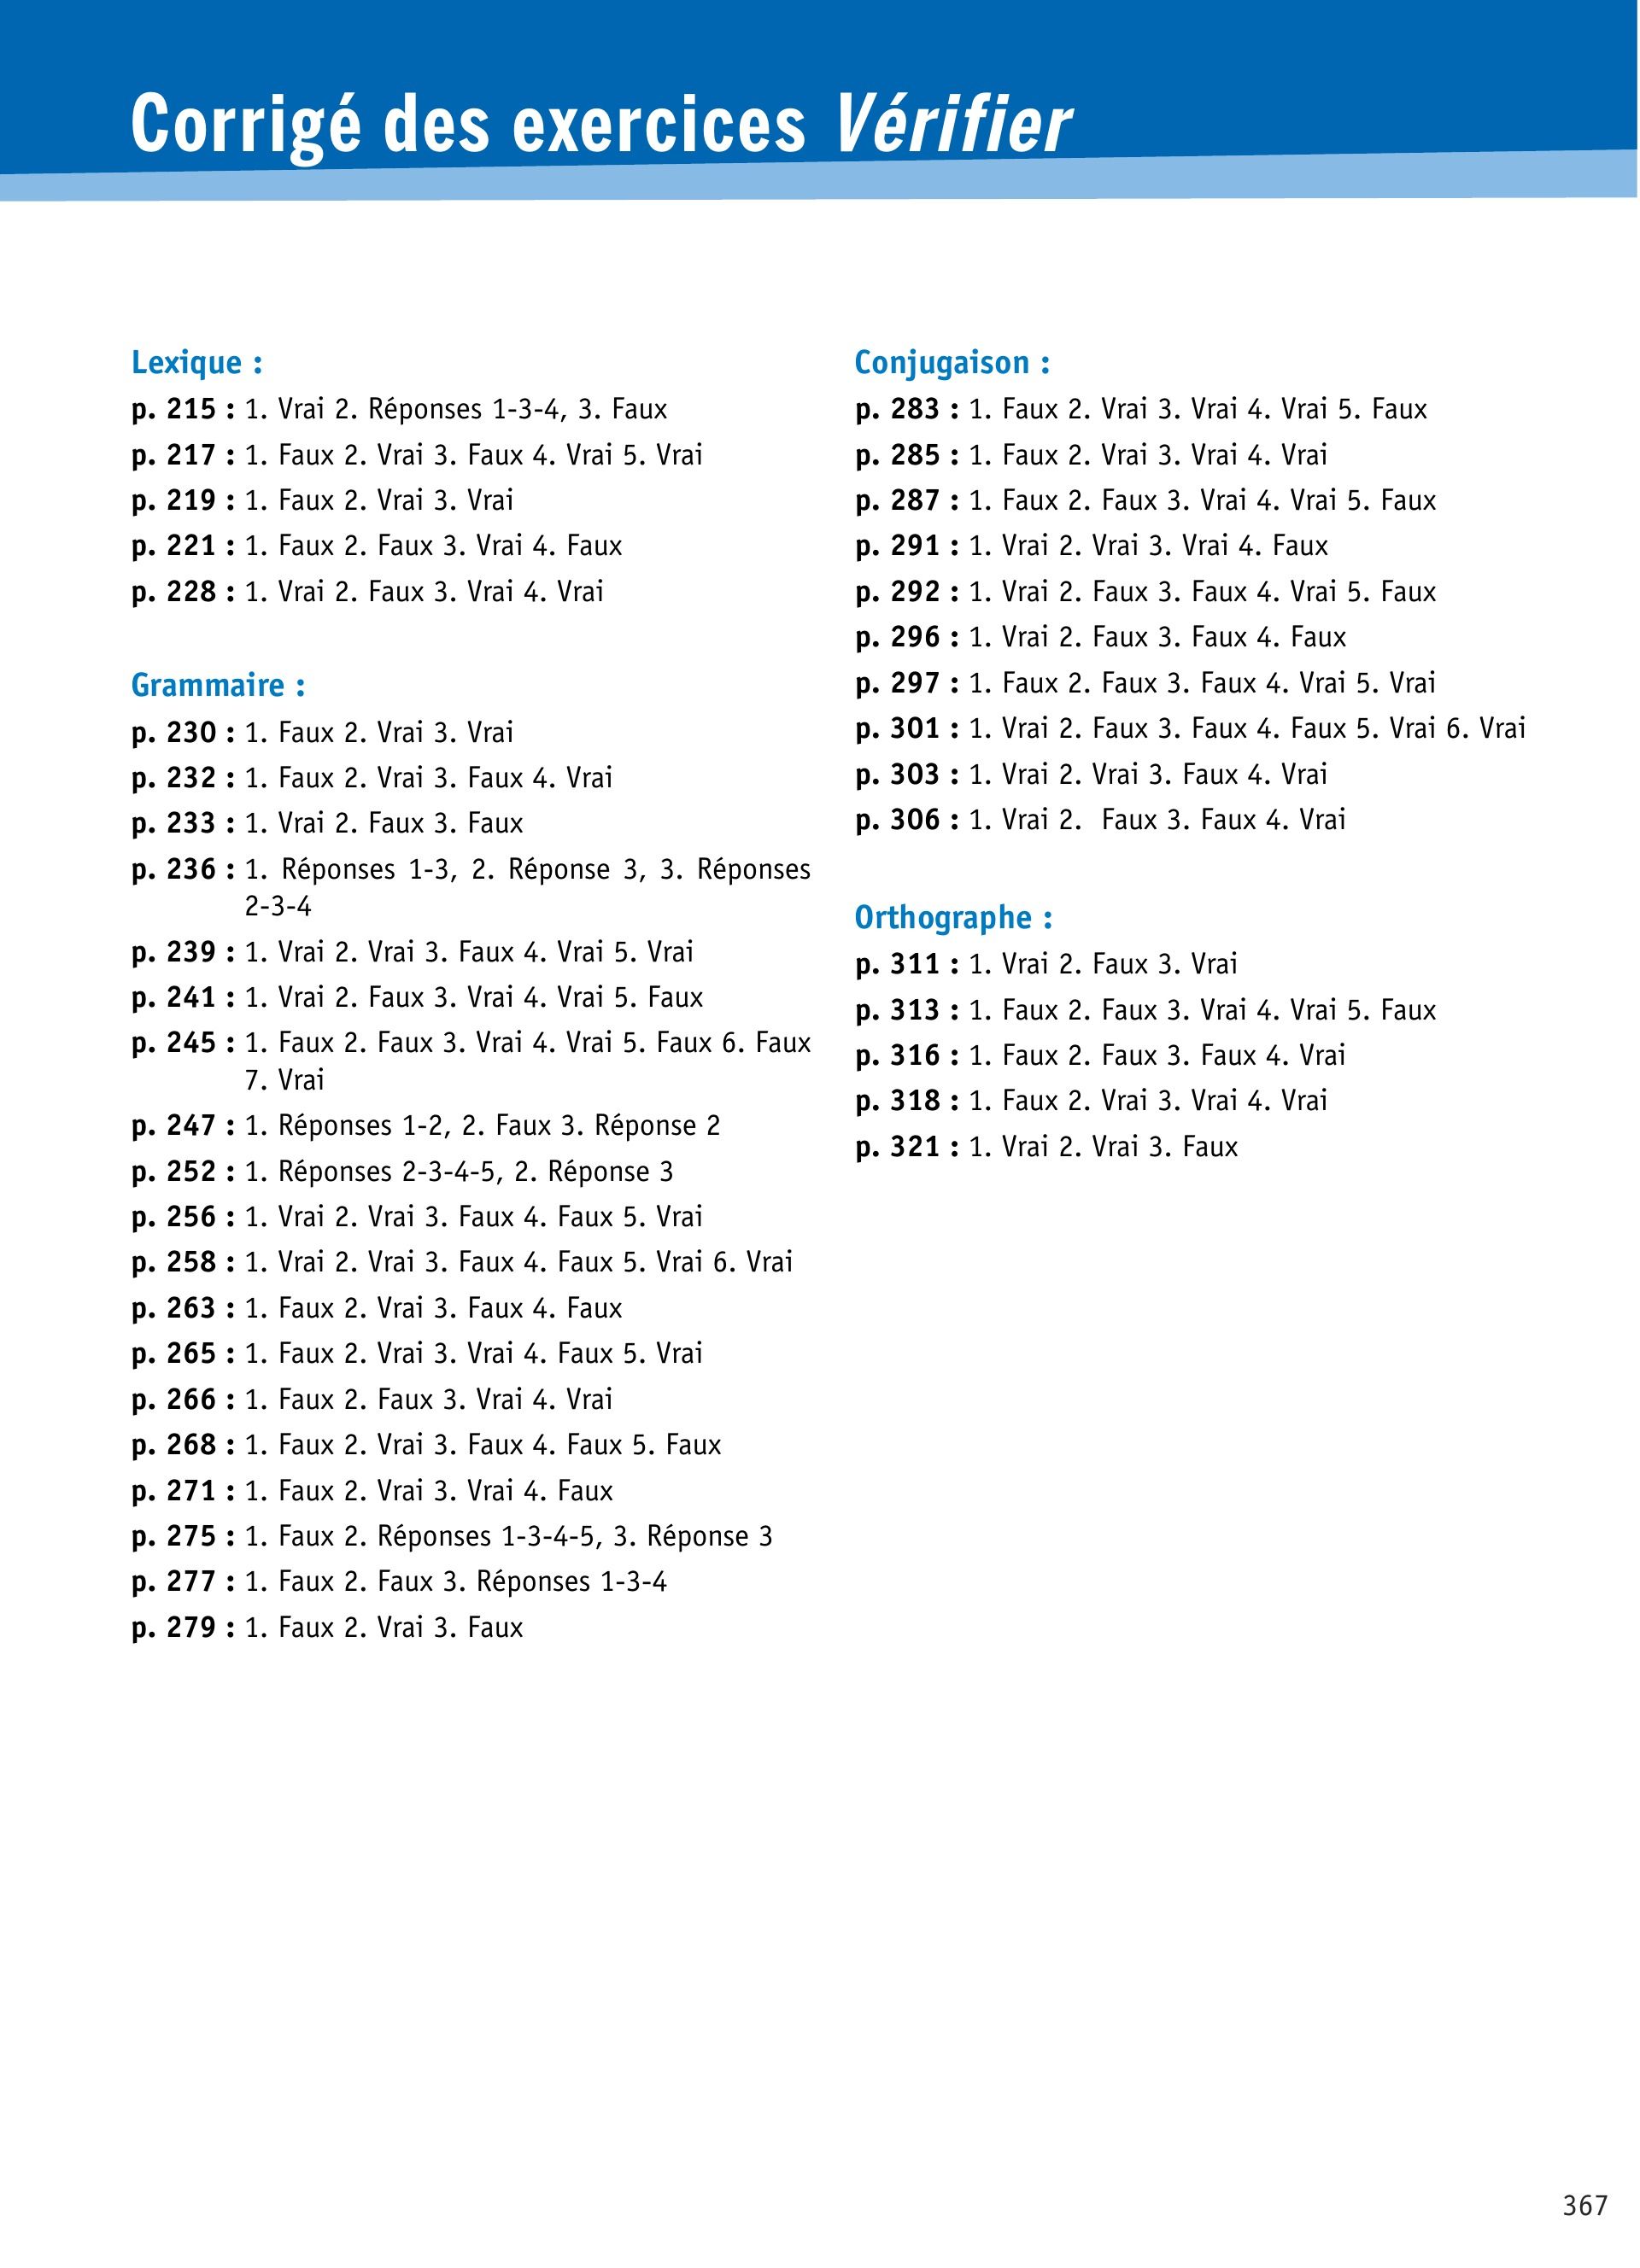 Corrigé des exercices Vérifier
Lexique :
p. 215 : 1. Vrai 2. Réponses 1-3-4, 3. Faux
p. 217 : 1. Faux 2. Vrai 3. Faux 4. Vrai 5. Vrai
p. 219 : 1. Faux 2. Vrai 3. Vrai
p. 221 : 1. Faux 2. Faux 3. Vrai 4. Faux
p. 228 : 1. Vrai 2. Faux 3. Vrai 4. Vrai
Grammaire :
p. 230 : 1. Faux 2. Vrai 3. Vrai
p. 232 : 1. Faux 2. Vrai 3. Faux 4. Vrai
p. 233 : 1. Vrai 2. Faux 3. Faux
p. 236 : 1. Réponses 1-3, 2. Réponse 3, 3. Réponses
2-3-4
p. 239 : 1. Vrai 2. Vrai 3. Faux 4. Vrai 5. Vrai
p. 241 : 1. Vrai 2. Faux 3. Vrai 4. Vrai 5. Faux
p. 245 : 1. Faux 2. Faux 3. Vrai 4. Vrai 5. Faux 6. Faux
7. Vrai
p. 247 : 1. Réponses 1-2, 2. Faux 3. Réponse 2
p. 252 : 1. Réponses 2-3-4-5, 2. Réponse 3
p. 256 : 1. Vrai 2. Vrai 3. Faux 4. Faux 5. Vrai
p. 258 : 1. Vrai 2. Vrai 3. Faux 4. Faux 5. Vrai 6. Vrai
p. 263 : 1. Faux 2. Vrai 3. Faux 4. Faux
p. 265 : 1. Faux 2. Vrai 3. Vrai 4. Faux 5. Vrai
p. 266 : 1. Faux 2. Faux 3. Vrai 4. Vrai
p. 268 : 1. Faux 2. Vrai 3. Faux 4. Faux 5. Faux
p. 271 : 1. Faux 2. Vrai 3. Vrai 4. Faux
p. 275 : 1. Faux 2. Réponses 1-3-4-5, 3. Réponse 3
p. 277 : 1. Faux 2. Faux 3. Réponses 1-3-4
p. 279 : 1. Faux 2. Vrai 3. Faux
Conjugaison :
p. 283 : 1. Faux 2. Vrai 3. Vrai 4. Vrai 5. Faux
p. 285 : 1. Faux 2. Vrai 3. Vrai 4. Vrai
p. 287 : 1. Faux 2. Faux 3. Vrai 4. Vrai 5. Faux
p. 291 : 1. Vrai 2. Vrai 3. Vrai 4. Faux
p. 292 : 1. Vrai 2. Faux 3. Faux 4. Vrai 5. Faux
p. 296 : 1. Vrai 2. Faux 3. Faux 4. Faux
p. 297 : 1. Faux 2. Faux 3. Faux 4. Vrai 5. Vrai
p. 301 : 1. Vrai 2. Faux 3. Faux 4. Faux 5. Vrai 6. Vrai
p. 303 : 1. Vrai 2. Vrai 3. Faux 4. Vrai
p. 306 : 1. Vrai 2. Faux 3. Faux 4. Vrai
Orthographe :
p. 311 : 1. Vrai 2. Faux 3. Vrai
p. 313 : 1. Faux 2. Faux 3. Vrai 4. Vrai 5. Faux
p. 316 : 1. Faux 2. Faux 3. Faux 4. Vrai
p. 318 : 1. Faux 2. Vrai 3. Vrai 4. Vrai
p. 321 : 1. Vrai 2. Vrai 3. Faux
367